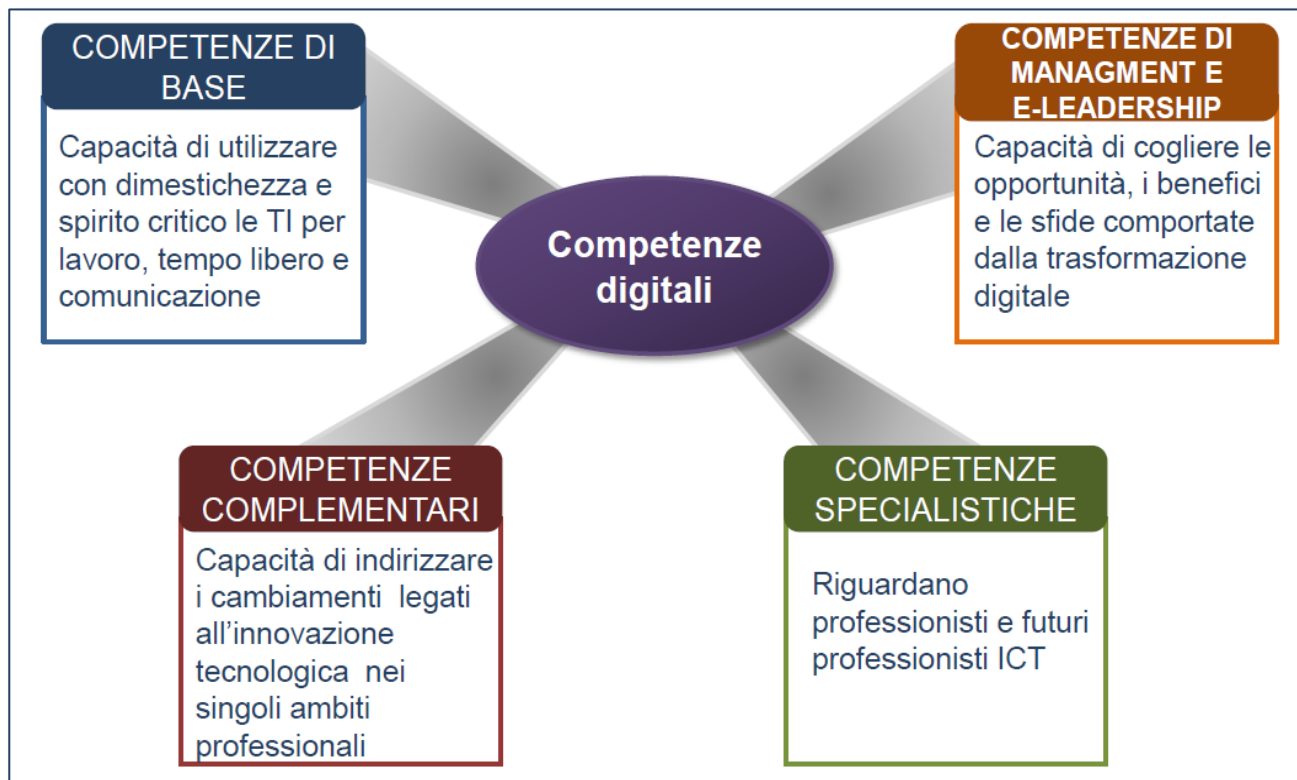 COMPETENZE DI
BASE
Capacità di utilizzare
con dimestichezza e
spirito critico le TI per
lavoro, tempo libero e
comunicazione
COMPETENZE DI
MANAGMENT E
E-LEADERSHIP
Capacità di cogliere le
opportunità, i benefici
e le sfide comportate
dalla trasformazione
digitale
Competenze
digitali
COMPETENZE
COMPLEMENTARI
Capacità di indirizzare
i cambiamenti legati
all'innovazione
tecnologica nei
singoli ambiti
professionali
COMPETENZE
SPECIALISTICHE
Riguardano
professionisti e futuri
professionisti ICT